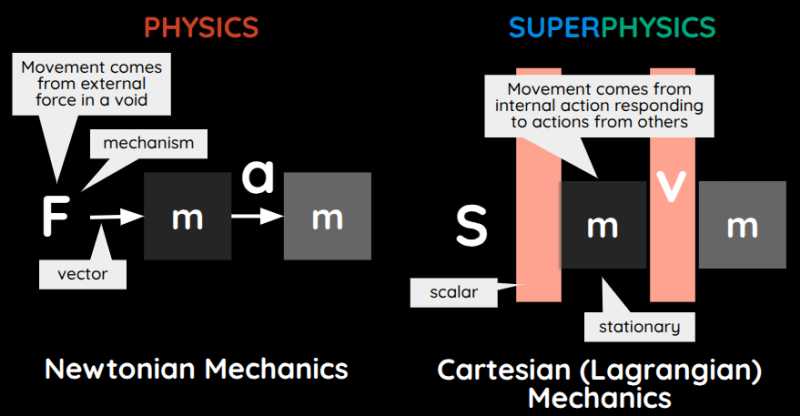 PHYSICS
Movement comes
from external
force in a void
mechanism
F
a
m
m
vector
Newtonian Mechanics
SUPERPHYSICS
Movement comes from
internal action responding
to actions from others
S
v
m
m
scalar
stationary
Cartesian (Lagrangian)
Mechanics